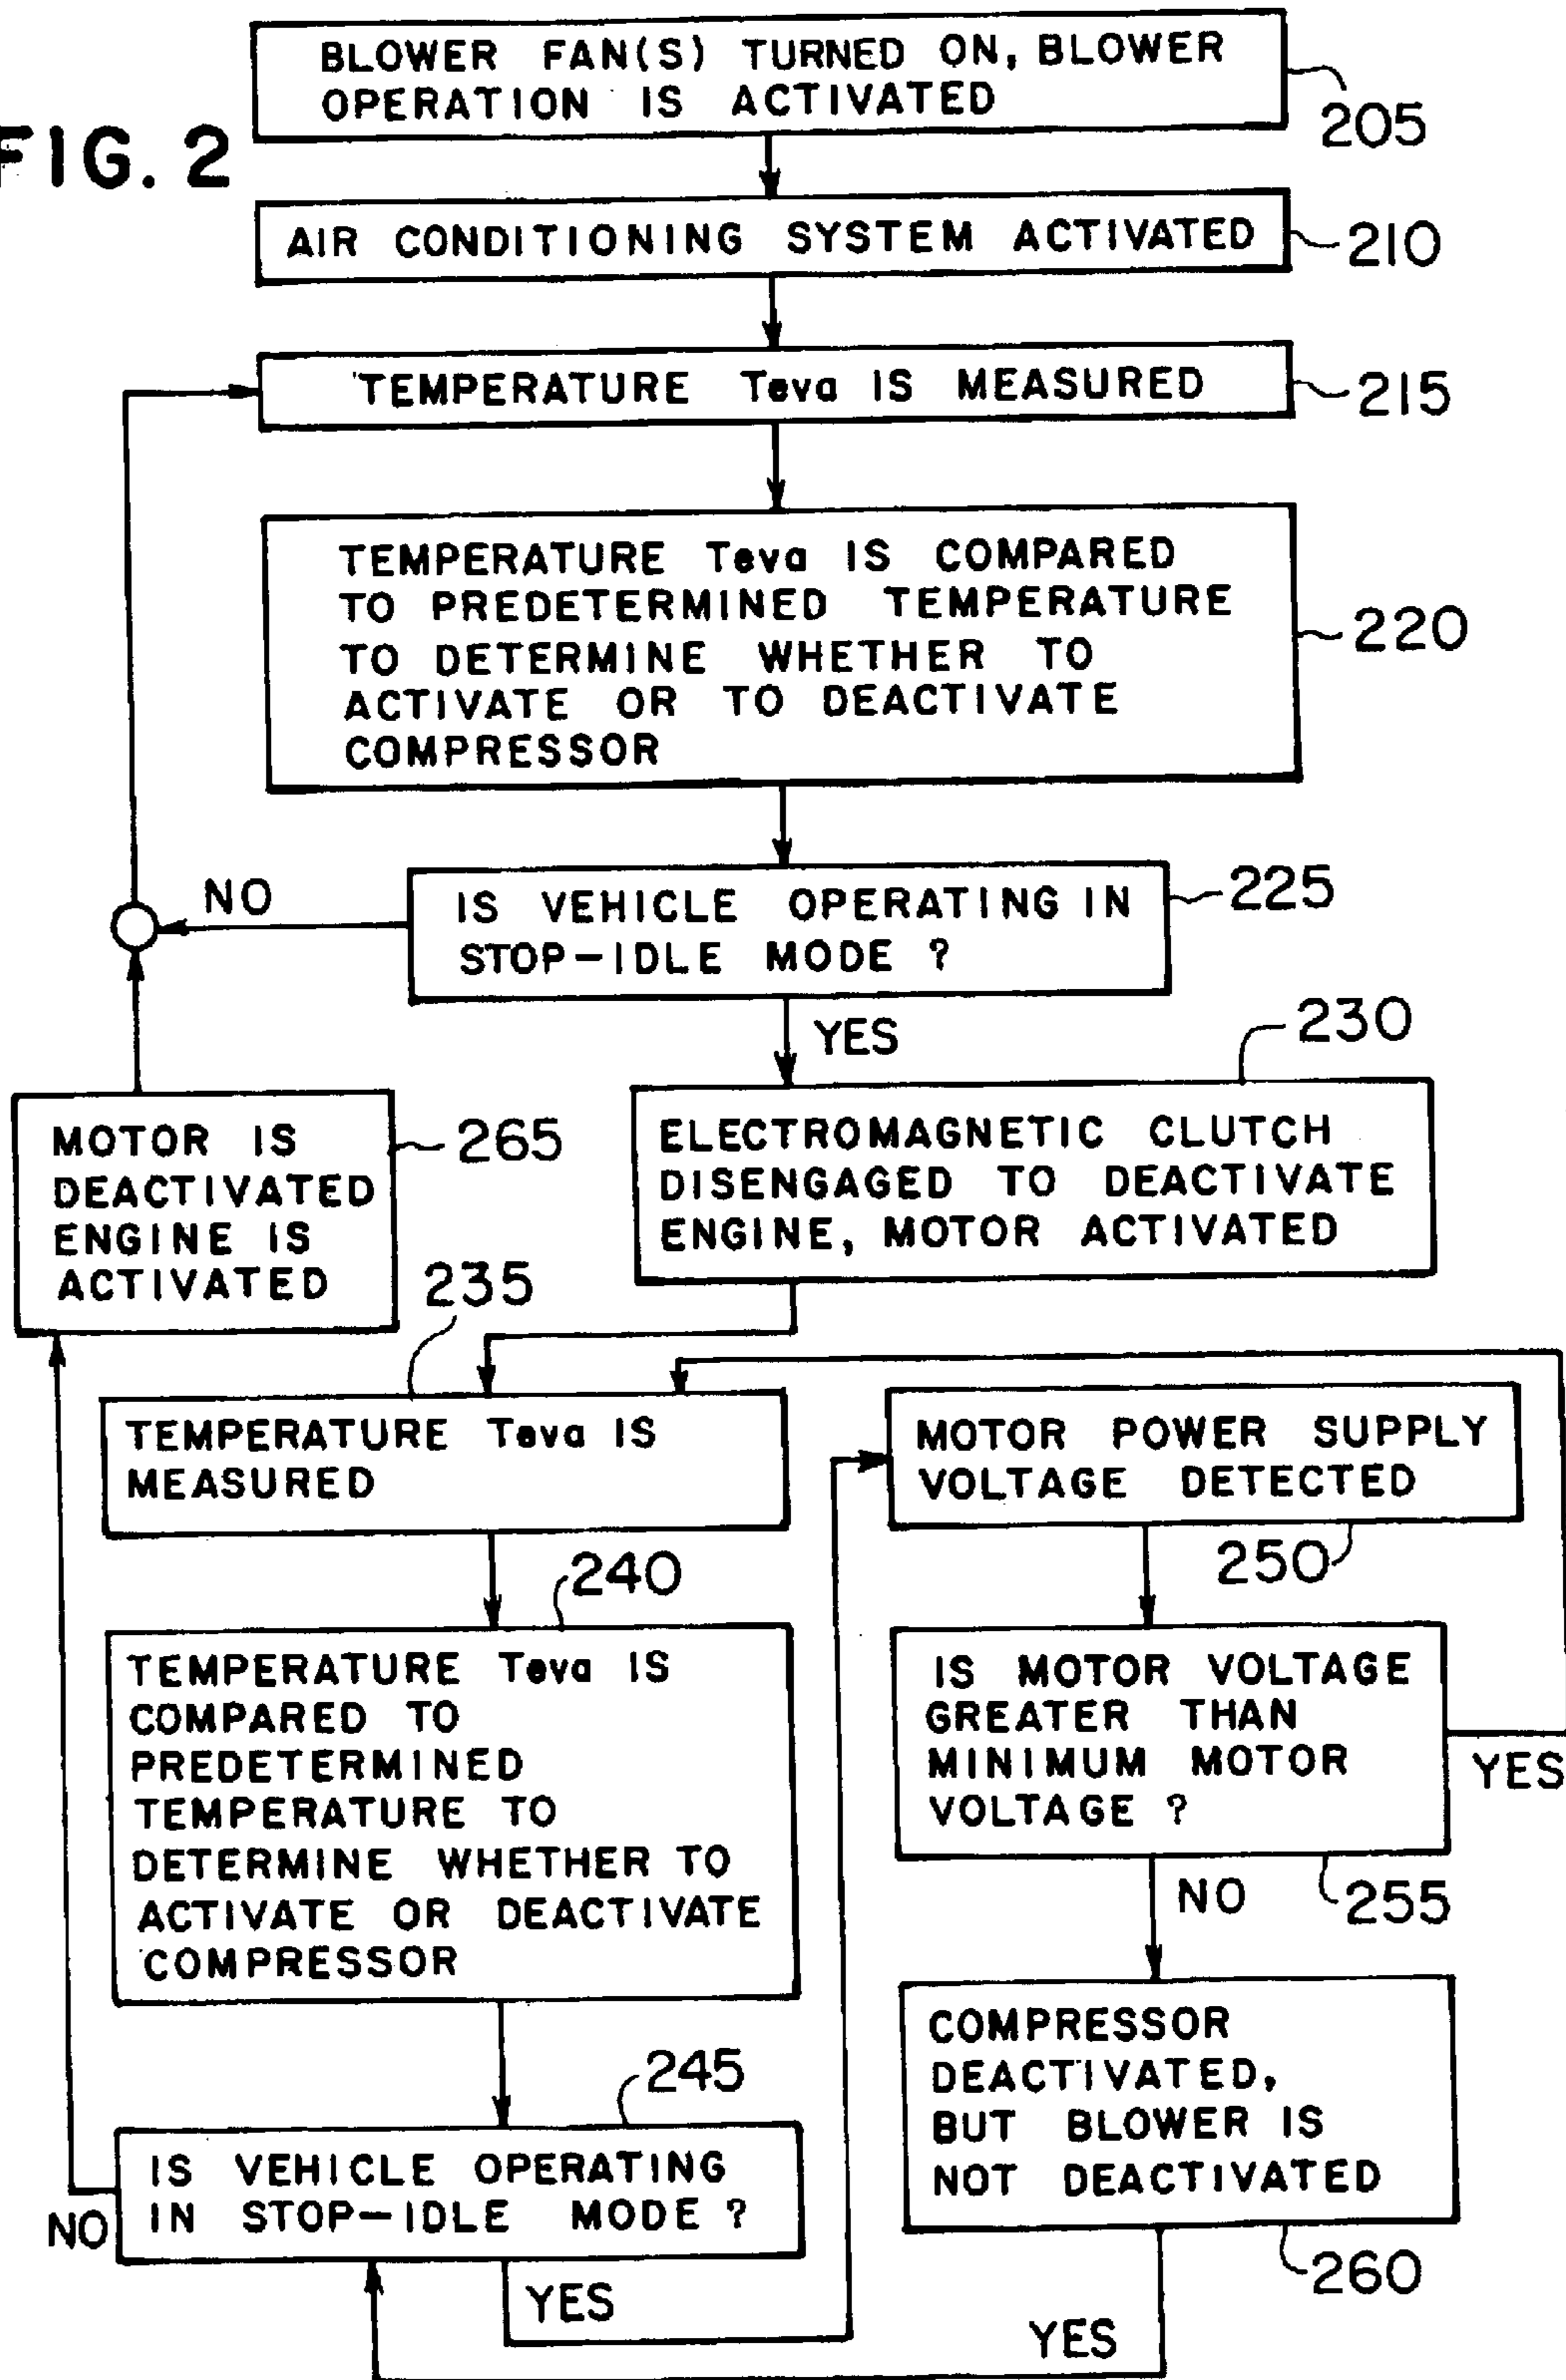 FIG. 2
BLOWER FAN(S) TURNED ON, BLOWER
OPERATION IS ACTIVATED
205
AIR CONDITIONING SYSTEM ACTIVATED
210
TEMPERATURE Teva IS MEASURED
215
TEMPERATURE Teva IS COMPARED
TO PREDETERMINED TEMPERATURE
TO DETERMINE WHETHER TO
ACTIVATE OR TO DEACTIVATE
COMPRESSOR
220
NO
IS VEHICLE OPERATING IN
STOP-IDLE MODE ?
225
YES
230
ELECTROMAGNETIC CLUTCH
DISENGAGED TO DEACTIVATE
ENGINE, MOTOR ACTIVATED
MOTOR IS
DEACTIVATED
ENGINE IS
ACTIVATED
265
235
TEMPERATURE Teva IS
MEASURED
MOTOR POWER SUPPLY
VOLTAGE DETECTED
250
240
TEMPERATURE Teva IS
COMPARED TO
PREDETERMINED
TEMPERATURE TO
DETERMINE WHETHER TO
ACTIVATE OR DEACTIVATE
COMPRESSOR
IS MOTOR VOLTAGE
GREATER THAN
MINIMUM MOTOR
VOLTAGE ?
YES
NO
255
COMPRESSOR
DEACTIVATED,
BUT BLOWER IS
NOT DEACTIVATED
260
245
IS VEHICLE OPERATING
IN STOP-IDLE MODE ?
NO
YES
YES